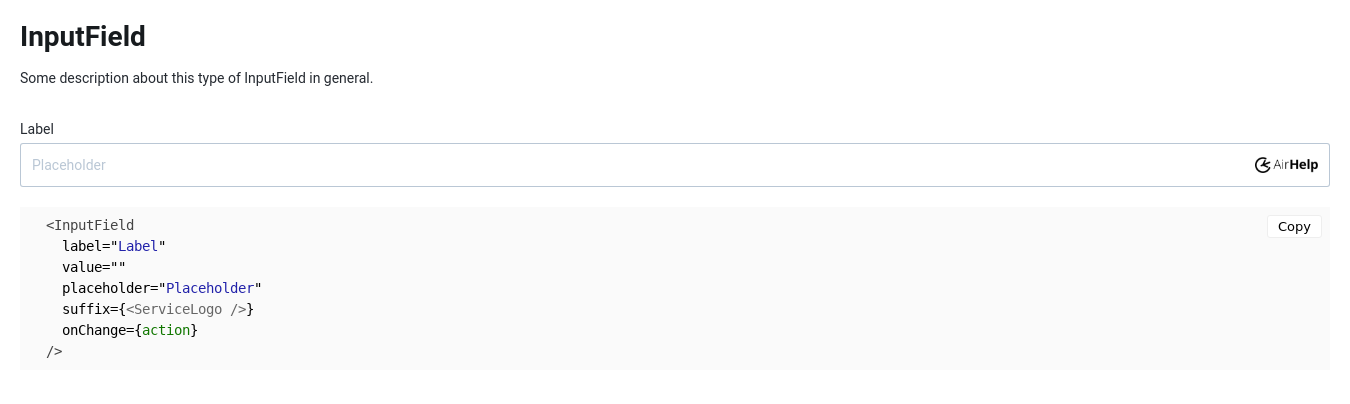 InputField
Some description about this type of InputField in general.
Label
Placeholder AirHelp
<InputField Copy
label="Label"
value=""
placeholder="Placeholder"
suffix={<ServiceLogo />}
onChange={action}
/>